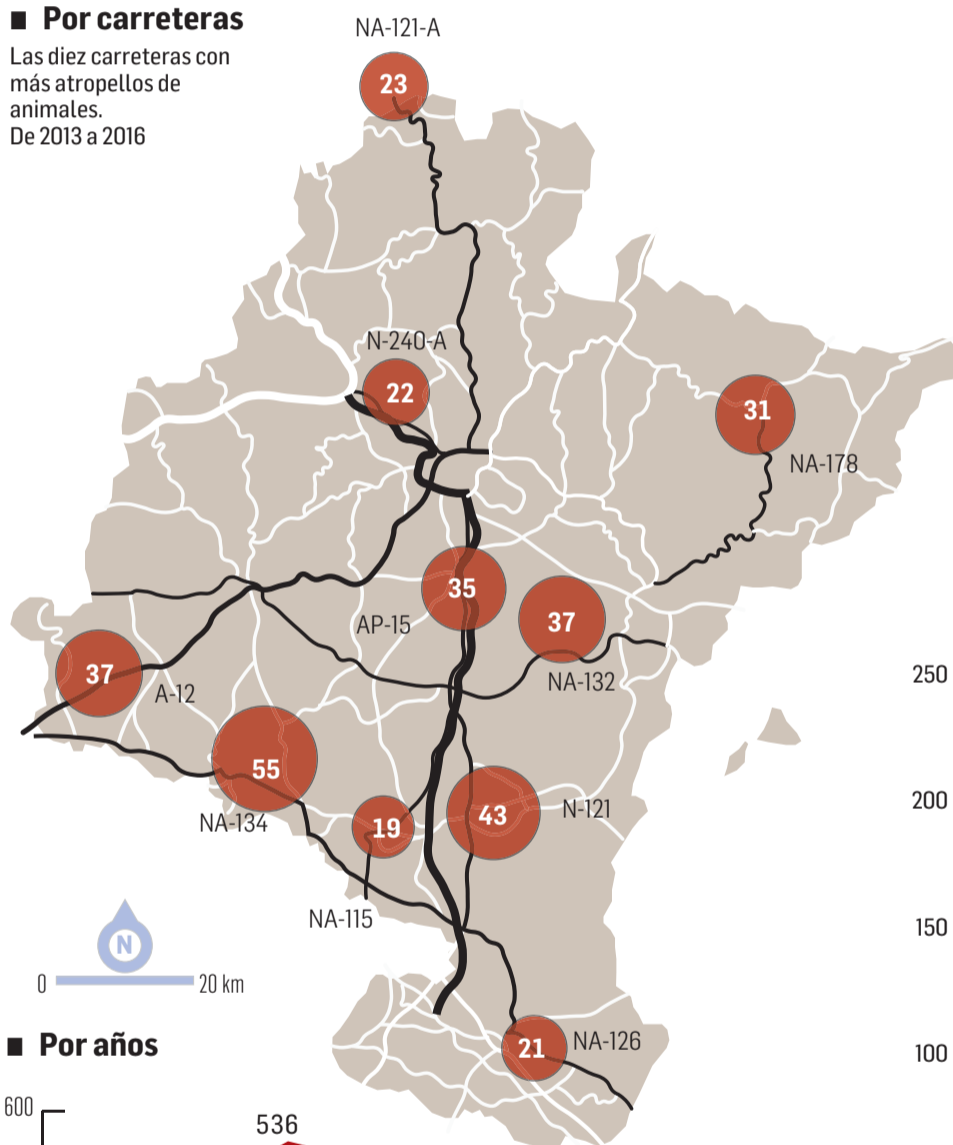 ■ Por carreteras
Las diez carreteras con
más atropellos de
animales.
De 2013 a 2016
NA-121-A
23
N-240-A
22
31
NA-178
35
AP-15
37
NA-132
37
A-12
55
NA-134
43
N-121
19
NA-115
21
NA-126
N
0 20 km
250
200
150
100
■ Por años
600
536